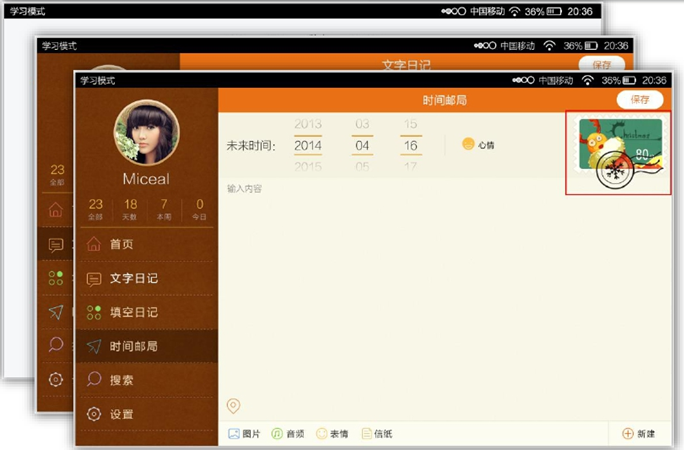 学习模式 中国移动 36% 20:36
学习模式 中国移动 36% 20:36
文字日记 保存
23
全部
学习模式 中国移动 36% 20:36
时间邮局 保存
Miceal
23 18 7 0
全部 天数 本周 今日
首页
文字日记
填空日记
时间邮局
搜索
设置
2013 03 15
未来时间: 2014 04 16 心情
2015 05 17
Christmas
80
输入内容
图片 音频 表情 信纸 新建